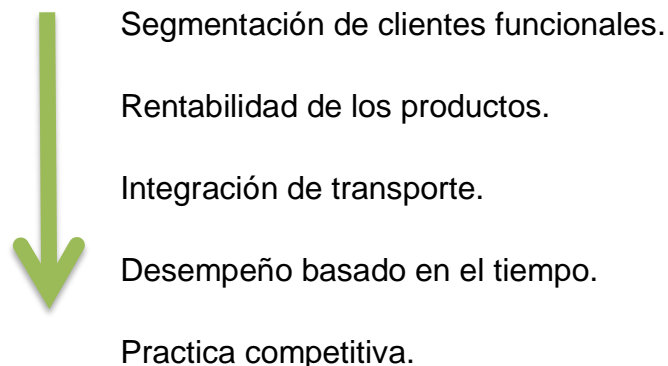 Segmentación de clientes funcionales.
Rentabilidad de los productos.
Integración de transporte.
Desempeño basado en el tiempo.
Practica competitiva.